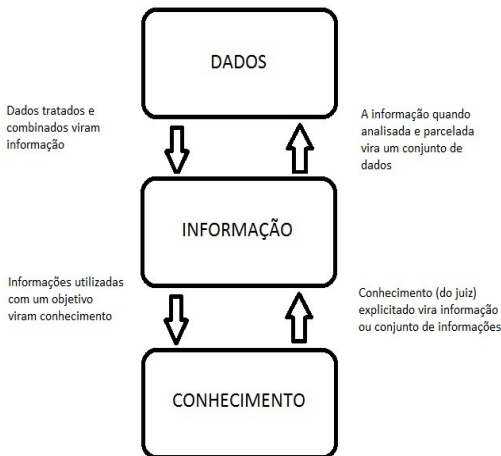 DADOS
Dados tratados e
combinados viram
informação
A informação quando
analisada e parcelada
vira um conjunto de
dados
INFORMAÇÃO
Informações utilizadas
com um objetivo
viram conhecimento
Conhecimento (do juiz)
explicitado vira informação
ou conjunto de informações
CONHECIMENTO